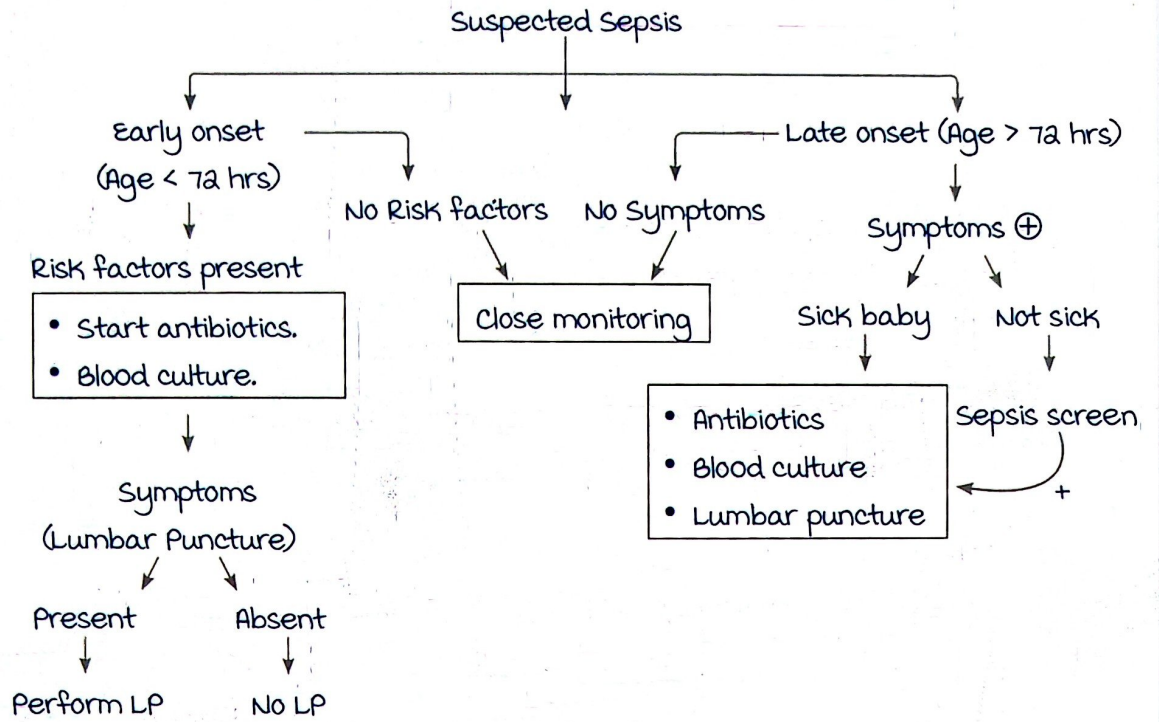 Suspected Sepsis
Early onset
(Age < 72 hrs)
Late onset (Age > 72 hrs)
No Risk factors
No Symptoms
Symptoms ⊕
Risk factors present
• Start antibiotics.
• Blood culture.
Close monitoring
Sick baby
Not sick
• Antibiotics
• Blood culture
• Lumbar puncture
Sepsis screen
+
Symptoms
(Lumbar Puncture)
Present
Absent
Perform LP
No LP